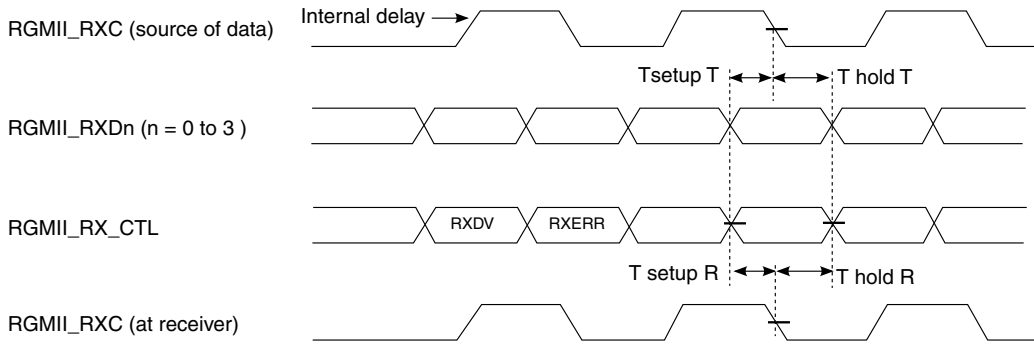 Internal delay
RGMII_RXC (source of data)
Tsetup T
T hold T
RGMII_RXDn (n = 0 to 3 )
RGMII_RX_CTL
RXDV
RXERR
T setup R
T hold R
RGMII_RXC (at receiver)